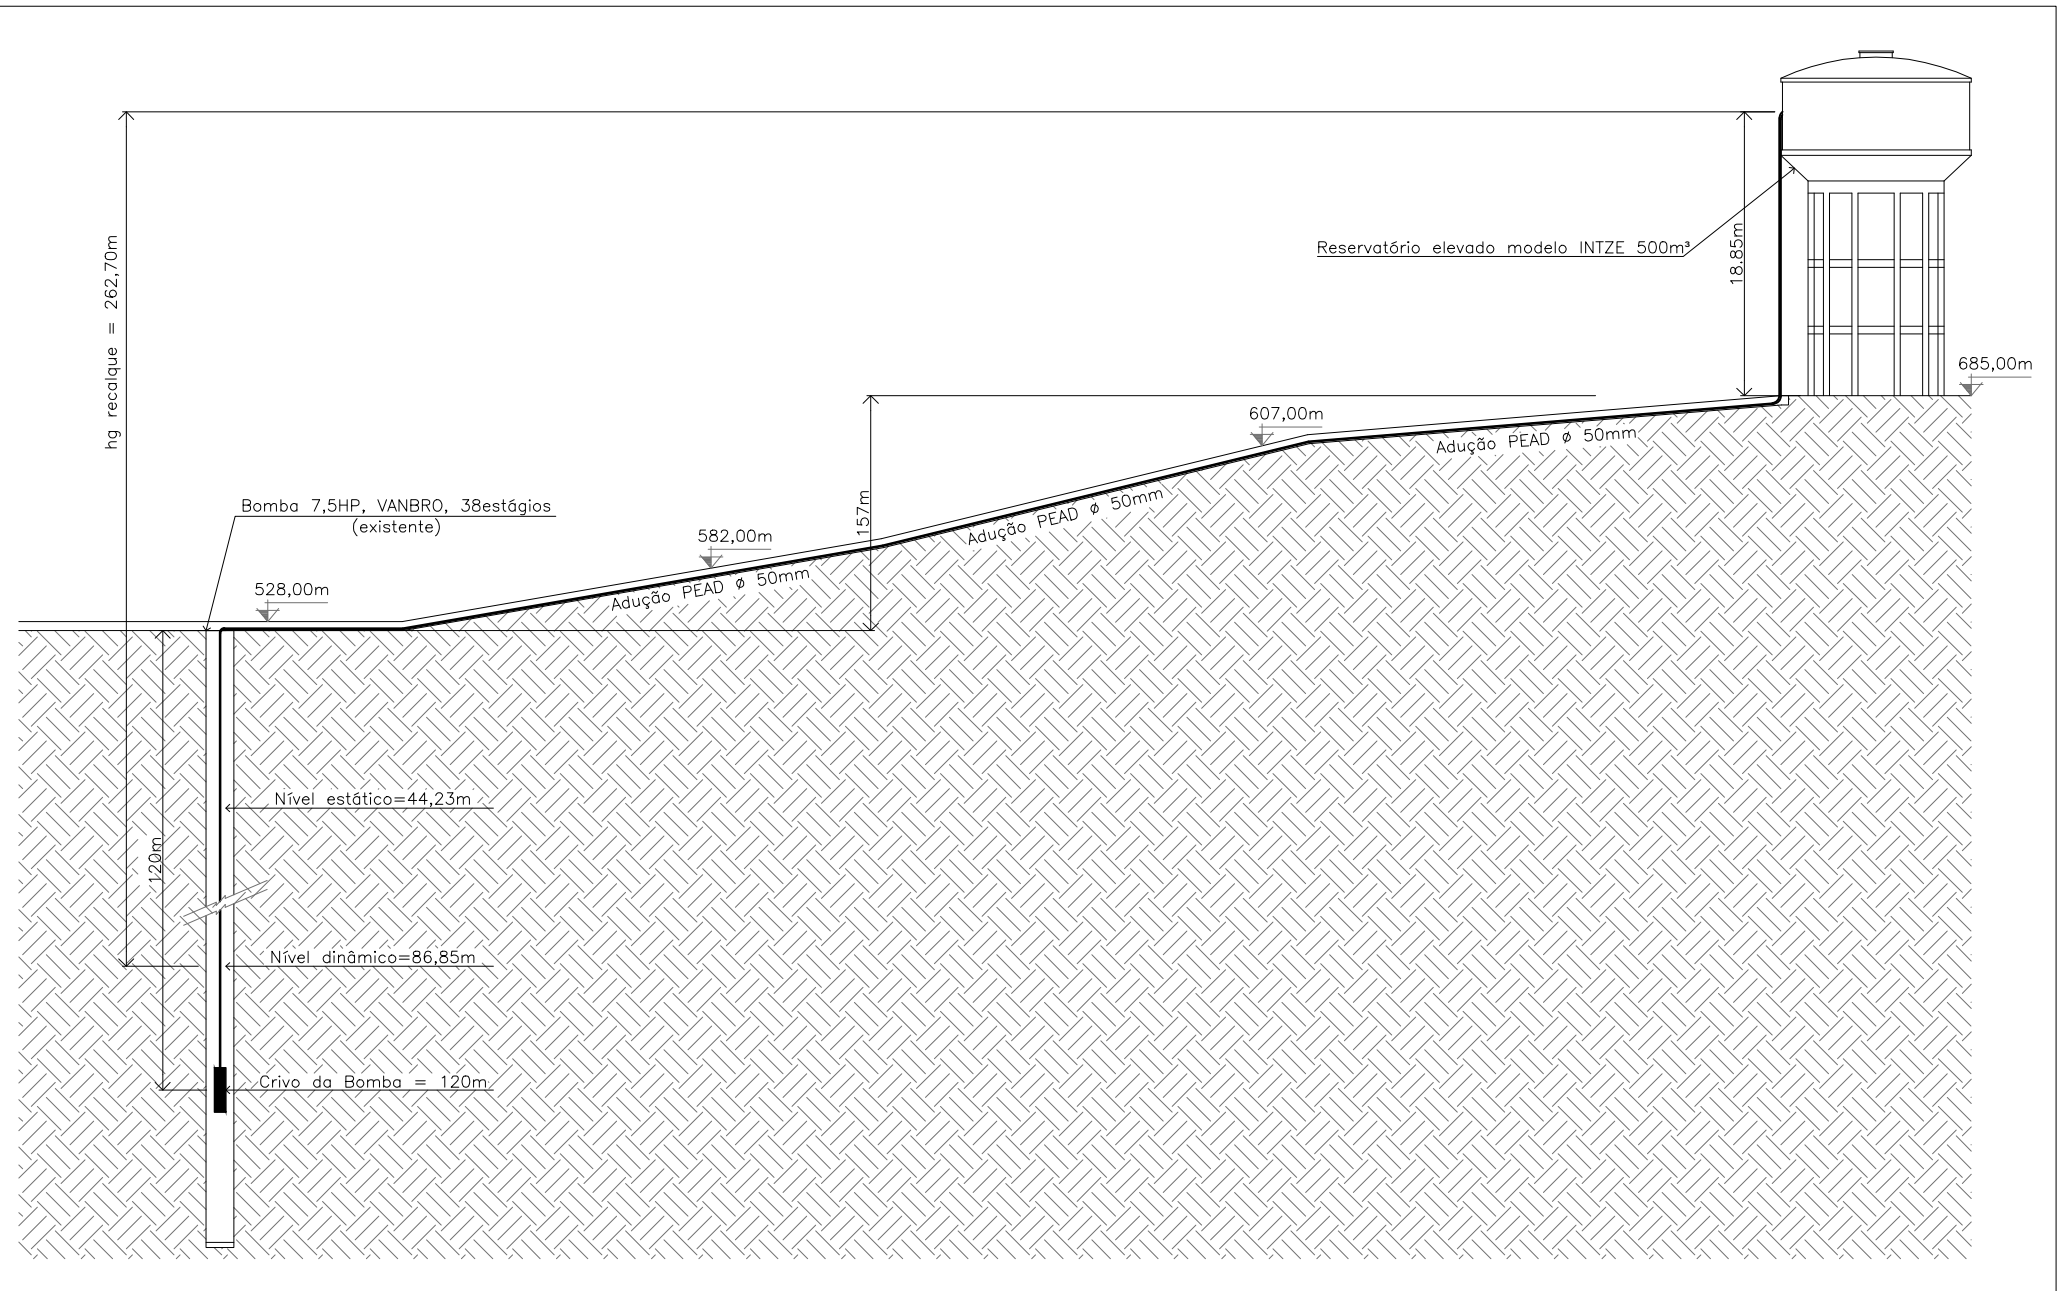 hg recalque = 262,70m
Reservatório elevado modelo INTZE 500m³
18.85m
685,00m
607,00m
Adução PEAD ø 50mm
157m
Bomba 7,5HP, VANBRO, 38estágios
(existente)
Adução PEAD ø 50mm
582,00m
528,00m
Adução PEAD ø 50mm
Nível estático=44,23m
120m
Nível dinâmico=86,85m
Crivo da Bomba = 120m